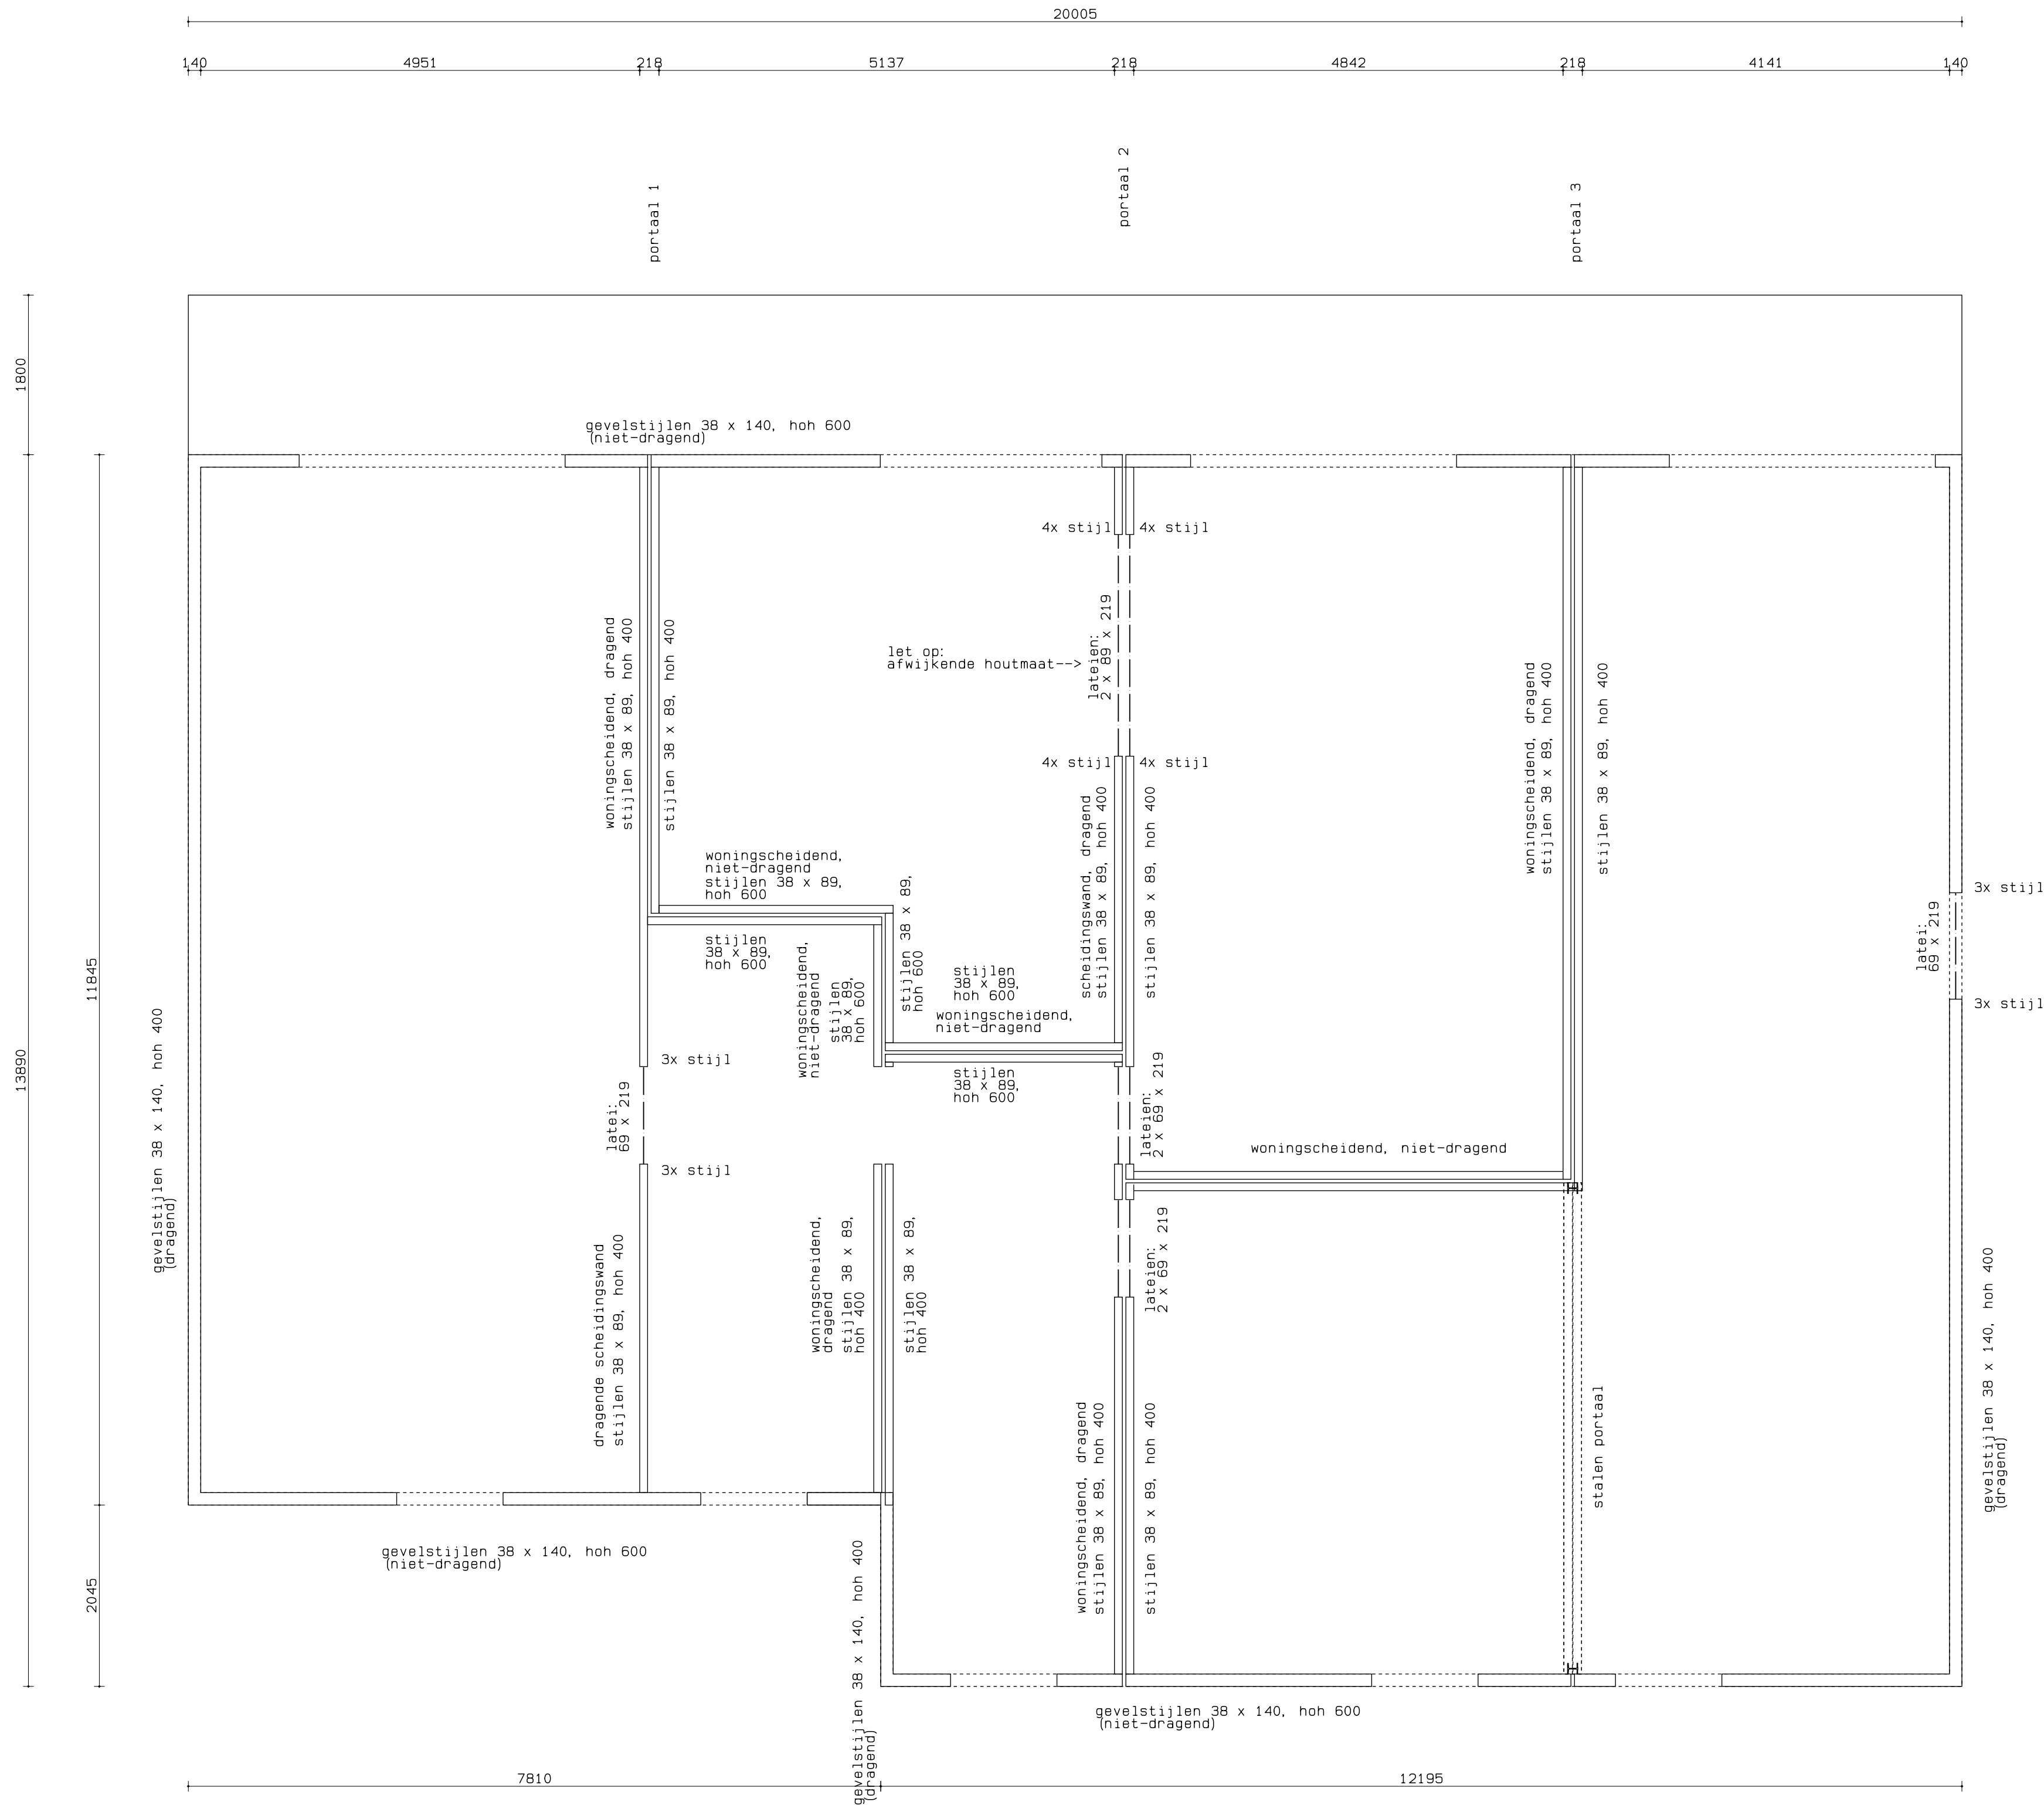 20005
140
4951
218
5137
218
4842
218
4141
140
portaal 1
portaal 2
portaal 3
1800
13890
11845
2045
gevelstijlen 38 x 140, hoh 600
(niet-dragend)
4x stijl
4x stijl
let op:
afwijkende houtmaat-->
lateien:
2 x 89 x 219
4x stijl
4x stijl
woningscheidend, dragend
stijlen 38 x 89, hoh 400
stijlen 38 x 89, hoh 400
woningscheidend, dragend
stijlen 38 x 89, hoh 400
stijlen 38 x 89, hoh 400
scheidingswand, dragend
stijlen 38 x 89, hoh 400
stijlen 38 x 89, hoh 400
woningscheidend,
niet-dragend
stijlen 38 x 89,
hoh 600
stijlen
38 x 89,
hoh 600
woningscheidend,
niet-dragend
stijlen
38 x 89,
hoh 600
stijlen 38 x 89,
hoh 600
stijlen
38 x 89,
hoh 600
woningscheidend,
niet-dragend
stijlen
38 x 89,
hoh 600
3x stijl
latei:
69 x 219
3x stijl
3x stijl
latei:
69 x 219
3x stijl
lateien:
2 x 69 x 219
woningscheidend, niet-dragend
lateien:
2 x 69 x 219
gevelstijlen 38 x 140, hoh 400
(dragend)
dragende scheidingswand
stijlen 38 x 89, hoh 400
woningscheidend,
dragend
stijlen 38 x 89,
hoh 400
stijlen 38 x 89,
hoh 400
woningscheidend, dragend
stijlen 38 x 89, hoh 400
stijlen 38 x 89, hoh 400
stalen portaal
gevelstijlen 38 x 140, hoh 400
(dragend)
gevelstijlen 38 x 140, hoh 600
(niet-dragend)
gevelstijlen 38 x 140, hoh 400
(dragend)
gevelstijlen 38 x 140, hoh 600
(niet-dragend)
7810
12195